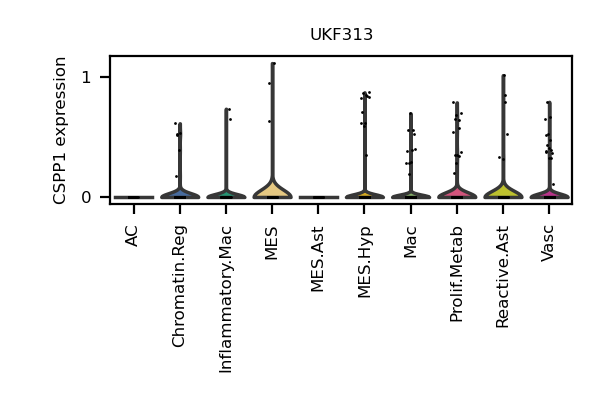 UKF313
CSPP1 expression
1
0
AC
Chromatin.Reg
Inflammatory.Mac
MES
MES.Ast
MES.Hyp
Mac
Prolif.Metab
Reactive.Ast
Vasc